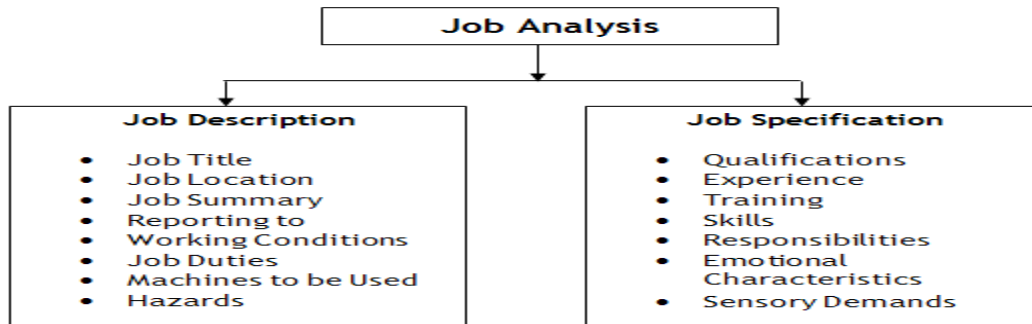 Job Analysis
Job Description
• Job Title
• Job Location
• Job Summary
• Reporting to
• Working Conditions
• Job Duties
• Machines to be Used
• Hazards
Job Specification
• Qualifications
• Experience
• Training
• Skills
• Responsibilities
• Emotional
Characteristics
• Sensory Demands